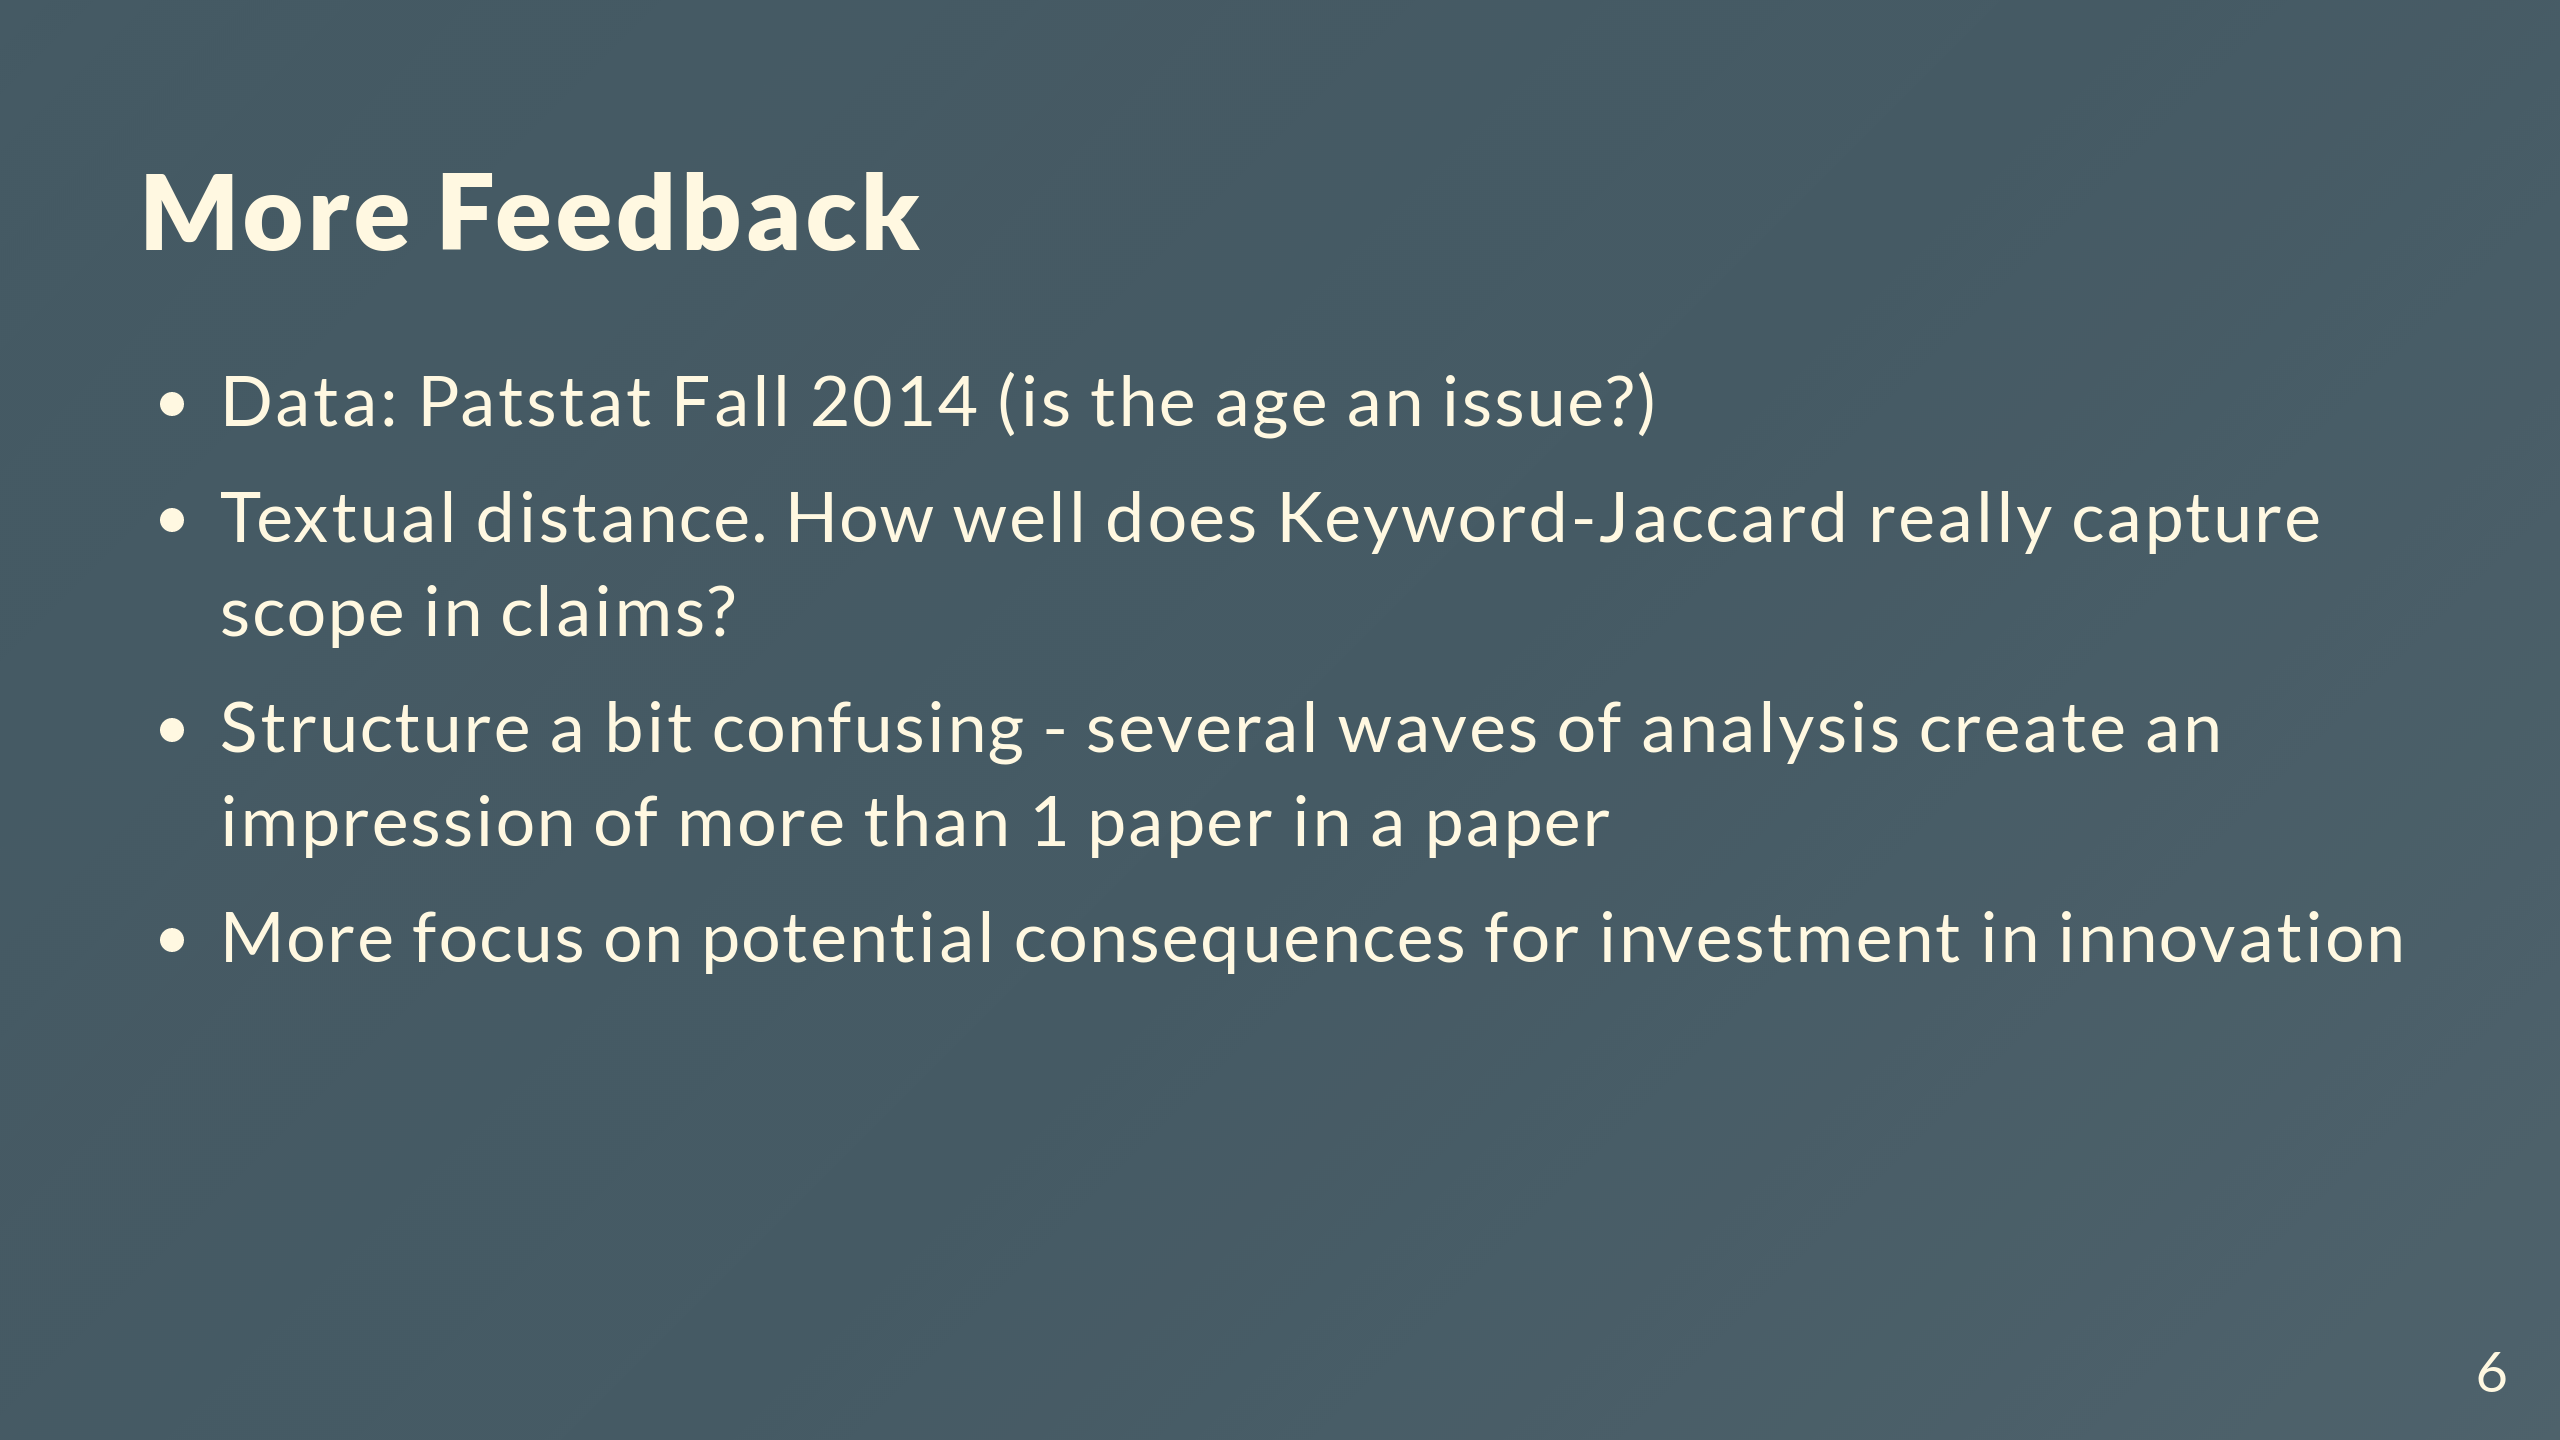 More Feedback
• Data: Patstat Fall 2014 (is the age an issue?)
• Textual distance. How well does Keyword-Jaccard really capture
scope in claims?
• Structure a bit confusing - several waves of analysis create an
impression of more than 1 paper in a paper
• More focus on potential consequences for investment in innovation
6